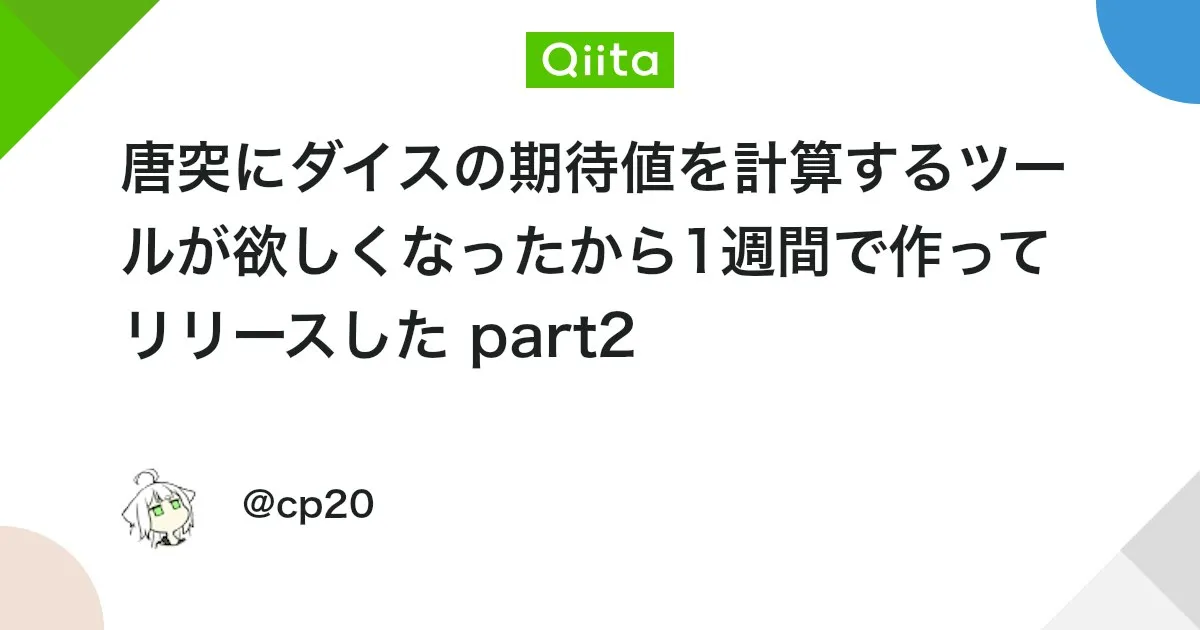 Qiita
唐突にダイスの期待値を計算するツー
ルが欲しくなったから1週間で作って
リリースした part2
@cp20